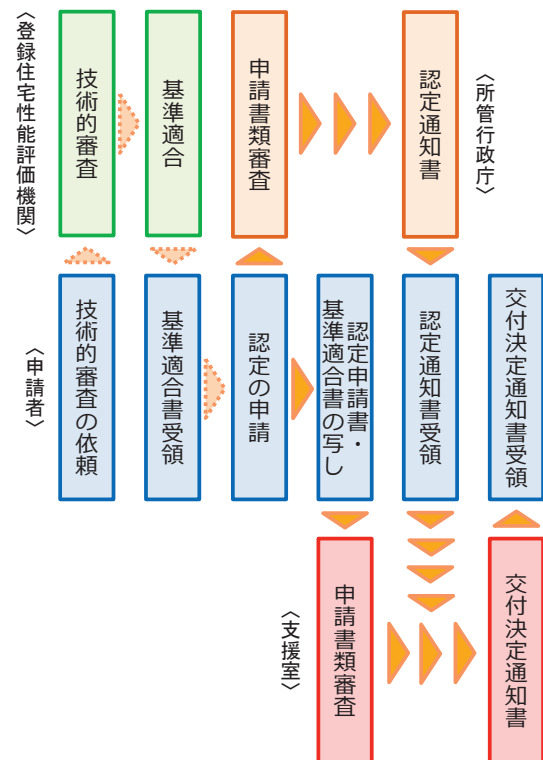 〈登録住宅性能評価機関〉
技術的審査
基準適合
申請書類審査
認定通知書
〈所管行政庁〉
〈申請者〉
技術的審査の依頼
基準適合書受領
認定の申請
認定申請書・
基準適合書の写し
認定通知書受領
交付決定通知書受領
〈支援室〉
申請書類審査
交付決定通知書